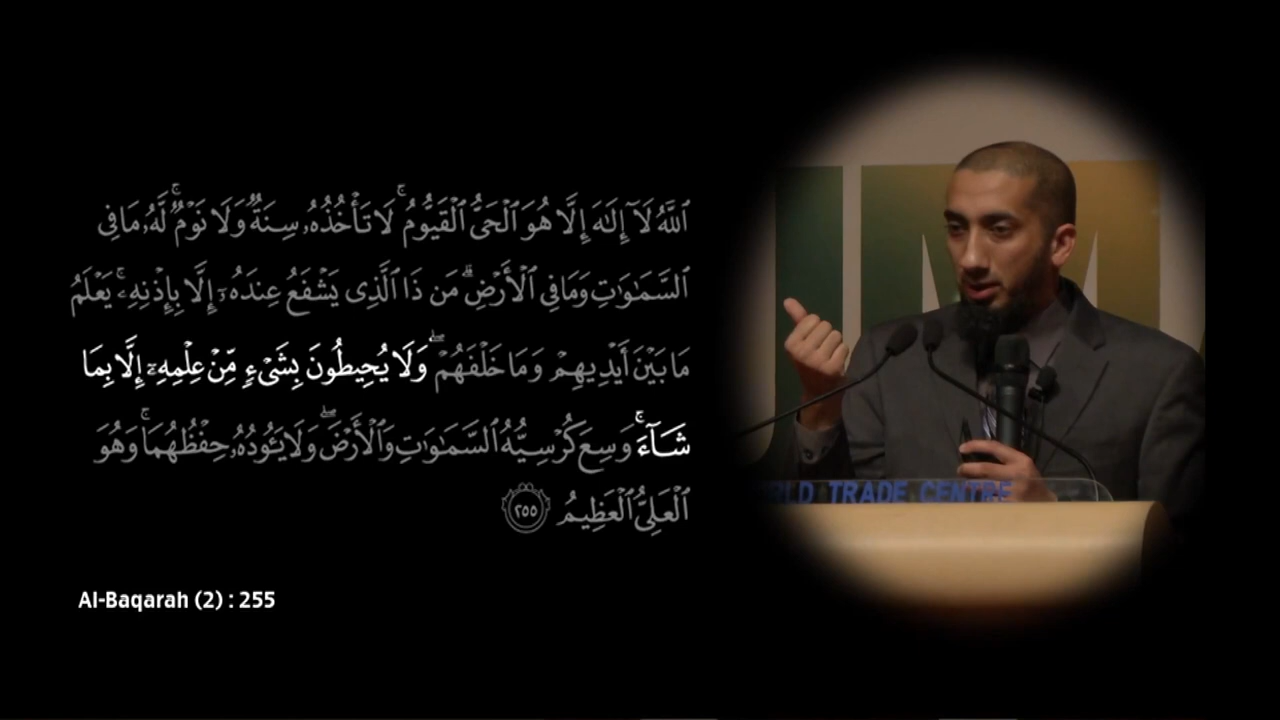 ٱللَّهُ لَآ إِلَـٰهَ إِلَّا هُوَ ٱلْحَىُّ ٱلْقَيُّومُ ۚ لَا تَأْخُذُهُۥ سِنَةٌ وَلَا نَوْمٌ ۚ لَّهُۥ مَا فِى
ٱلسَّمَـٰوَٰتِ وَمَا فِى ٱلْأَرْضِ ۗ مَن ذَا ٱلَّذِى يَشْفَعُ عِندَهُۥٓ إِلَّا بِإِذْنِهِۦ ۚ يَعْلَمُ
مَا بَيْنَ أَيْدِيهِمْ وَمَا خَلْفَهُمْ ۖ وَلَا يُحِيطُونَ بِشَىْءٍ مِّنْ عِلْمِهِۦٓ إِلَّا بِمَا
شَآءَ ۚ وَسِعَ كُرْسِيُّهُ ٱلسَّمَـٰوَٰتِ وَٱلْأَرْضَ ۖ وَلَا يَـُٔودُهُۥ حِفْظُهُمَا ۚ وَهُوَ
ٱلْعَلِىُّ ٱلْعَظِيمُ ٢٥٥
Al-Baqarah (2) : 255
TRADE CENTRE